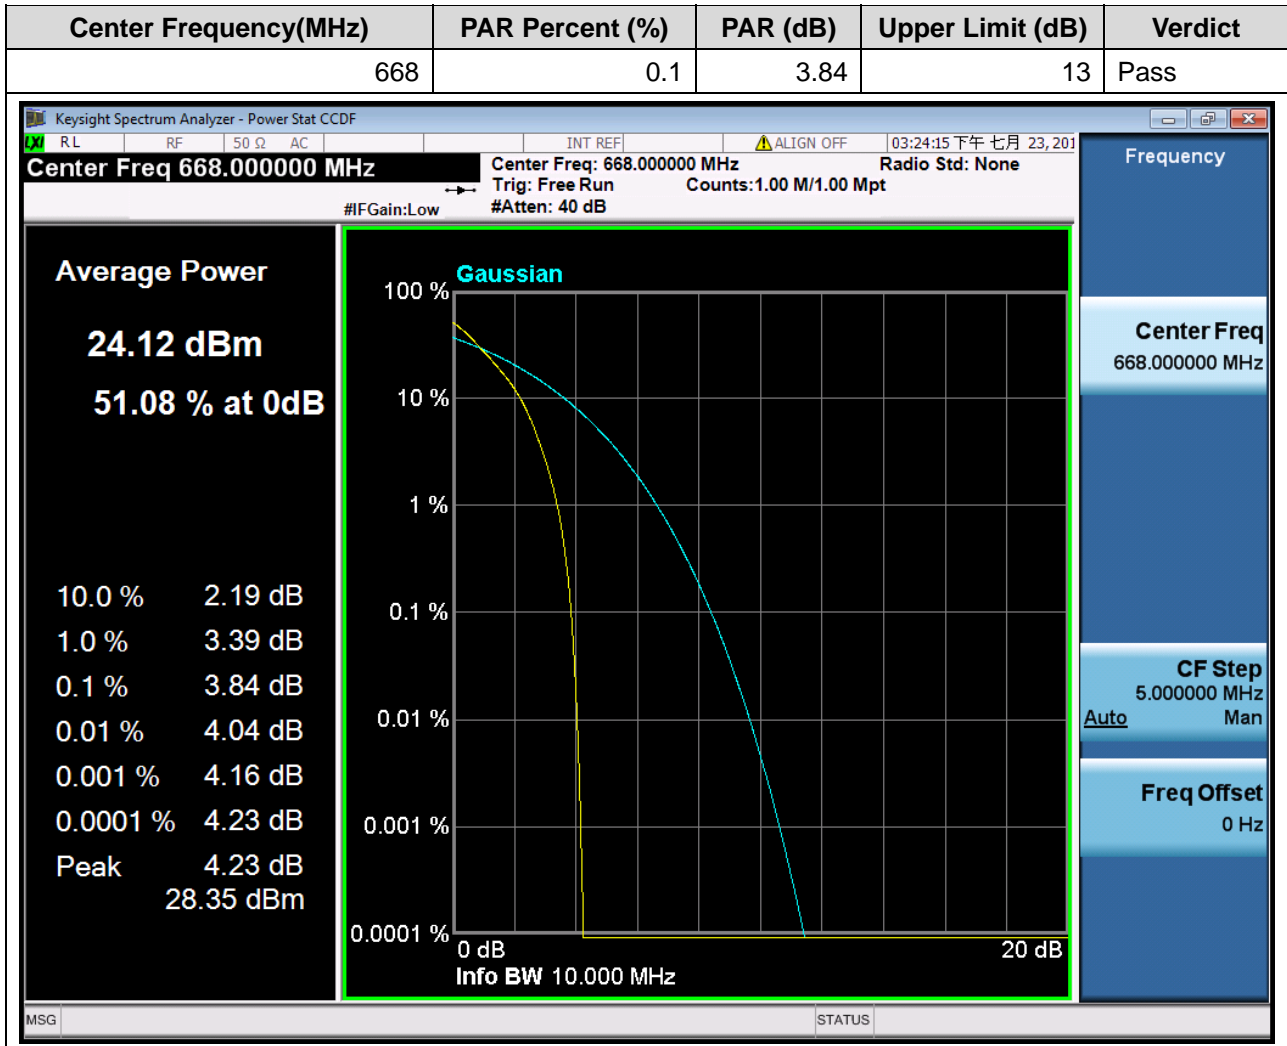 Center Frequency(MHz) PAR Percent (%) PAR (dB) Upper Limit (dB) Verdict
668 0.1 3.84 13 Pass
Keysight Spectrum Analyzer - Power Stat CCDF
LXI RL RF 50 Ω AC INT REF ALIGN OFF 03:24:15 下午 七月 23, 201
Center Freq 668.000000 MHz
Center Freq: 668.000000 MHz Radio Std: None
Trig: Free Run Counts:1.00 M/1.00 Mpt
#IFGain:Low #Atten: 40 dB
Average Power
24.12 dBm
51.08 % at 0dB
10.0 % 2.19 dB
1.0 % 3.39 dB
0.1 % 3.84 dB
0.01 % 4.04 dB
0.001 % 4.16 dB
0.0001 % 4.23 dB
Peak 4.23 dB
28.35 dBm
Gaussian
100 %
10 %
1 %
0.1 %
0.01 %
0.001 %
0.0001 %
0 dB 20 dB
Info BW 10.000 MHz
Frequency
Center Freq
668.000000 MHz
CF Step
5.000000 MHz
Auto Man
Freq Offset
0 Hz
MSG STATUS